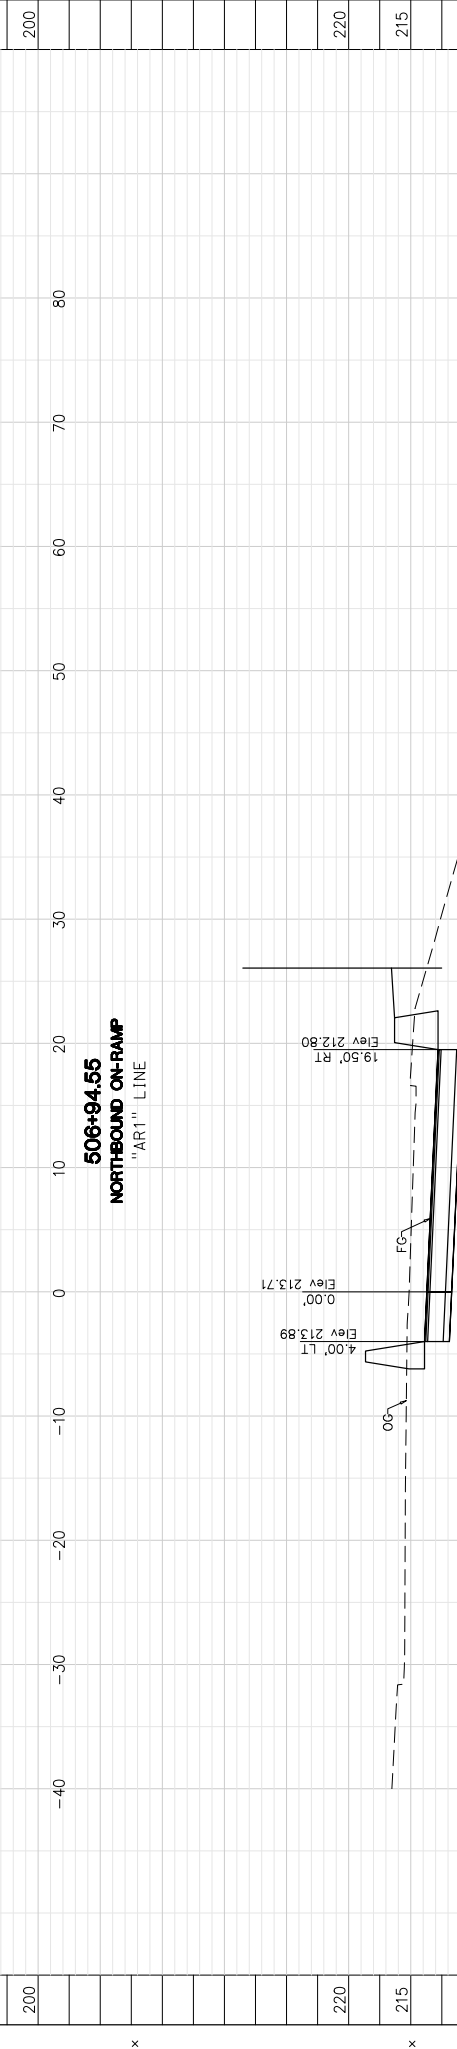 200
220
215
-40
-30
-20
-10
0
10
20
30
40
50
60
70
80
506+94.55
NORTHBOUND ON-RAMP
"AR1" LINE
4.00' LT
Elev 213.89
0.00'
Elev 213.71
19.50' RT
Elev 212.80
OG
FG
200
220
215
x
x